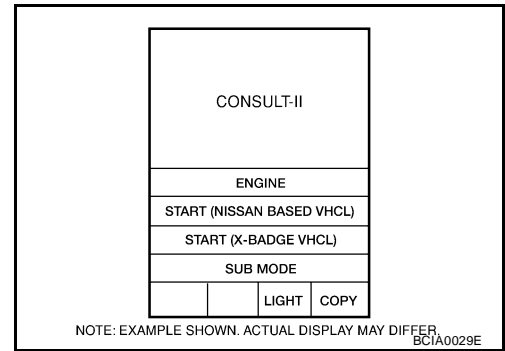 CONSULT-II
ENGINE
START (NISSAN BASED VHCL)
START (X-BADGE VHCL)
SUB MODE
LIGHT COPY
NOTE: EXAMPLE SHOWN. ACTUAL DISPLAY MAY DIFFER.
BCIA0029E